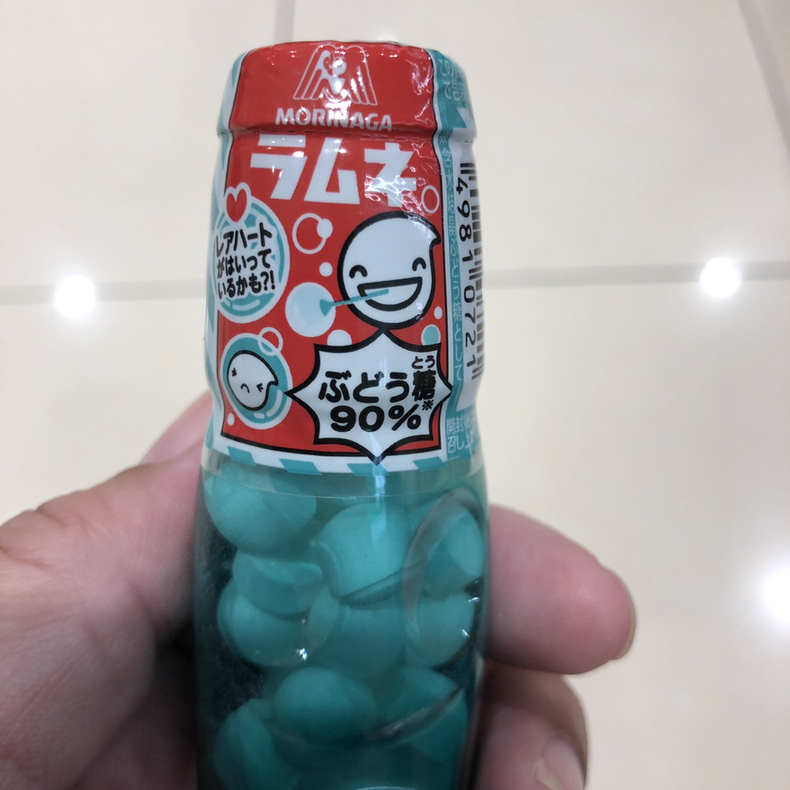 MORINAGA
ラムネ
レアハート
がはいって
いるかも?!
とう
ぶどう糖※
90%
4981072